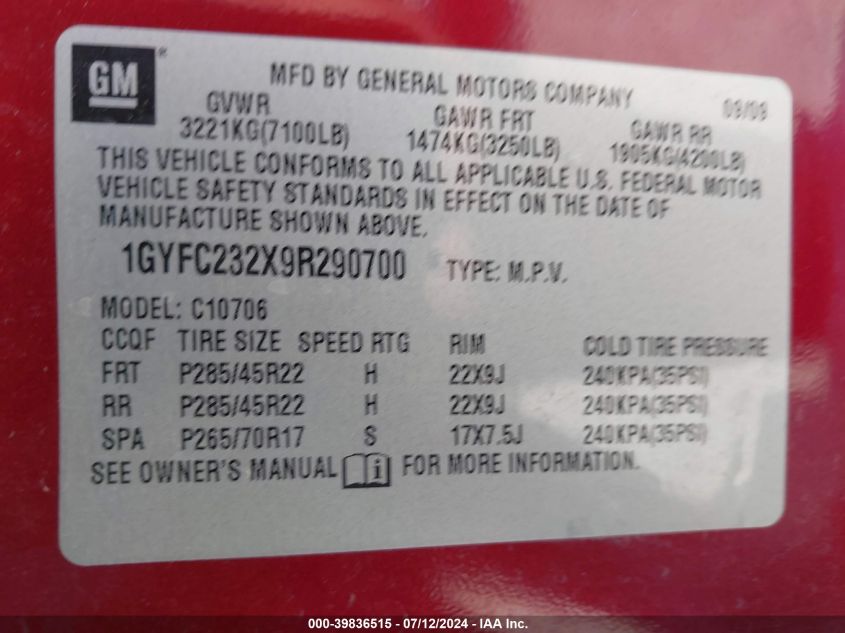 GM®
MFD BY GENERAL MOTORS COMPANY 09/09
GVWR GAWR FRT GAWR RR
3221KG(7100LB) 1474KG(3250LB) 1905KG(4200LB)
THIS VEHICLE CONFORMS TO ALL APPLICABLE U.S. FEDERAL MOTOR
VEHICLE SAFETY STANDARDS IN EFFECT ON THE DATE OF
MANUFACTURE SHOWN ABOVE.
1GYFC232X9R290700 TYPE: M.P.V.
MODEL: C10706
CCQF TIRE SIZE SPEED RTG RIM COLD TIRE PRESSURE
FRT P285/45R22 H 22X9J 240KPA(35PSI)
RR P285/45R22 H 22X9J 240KPA(35PSI)
SPA P265/70R17 S 17X7.5J 240KPA(35PSI)
SEE OWNER'S MANUAL i FOR MORE INFORMATION.
000-39836515 - 07/12/2024 - IAA Inc.